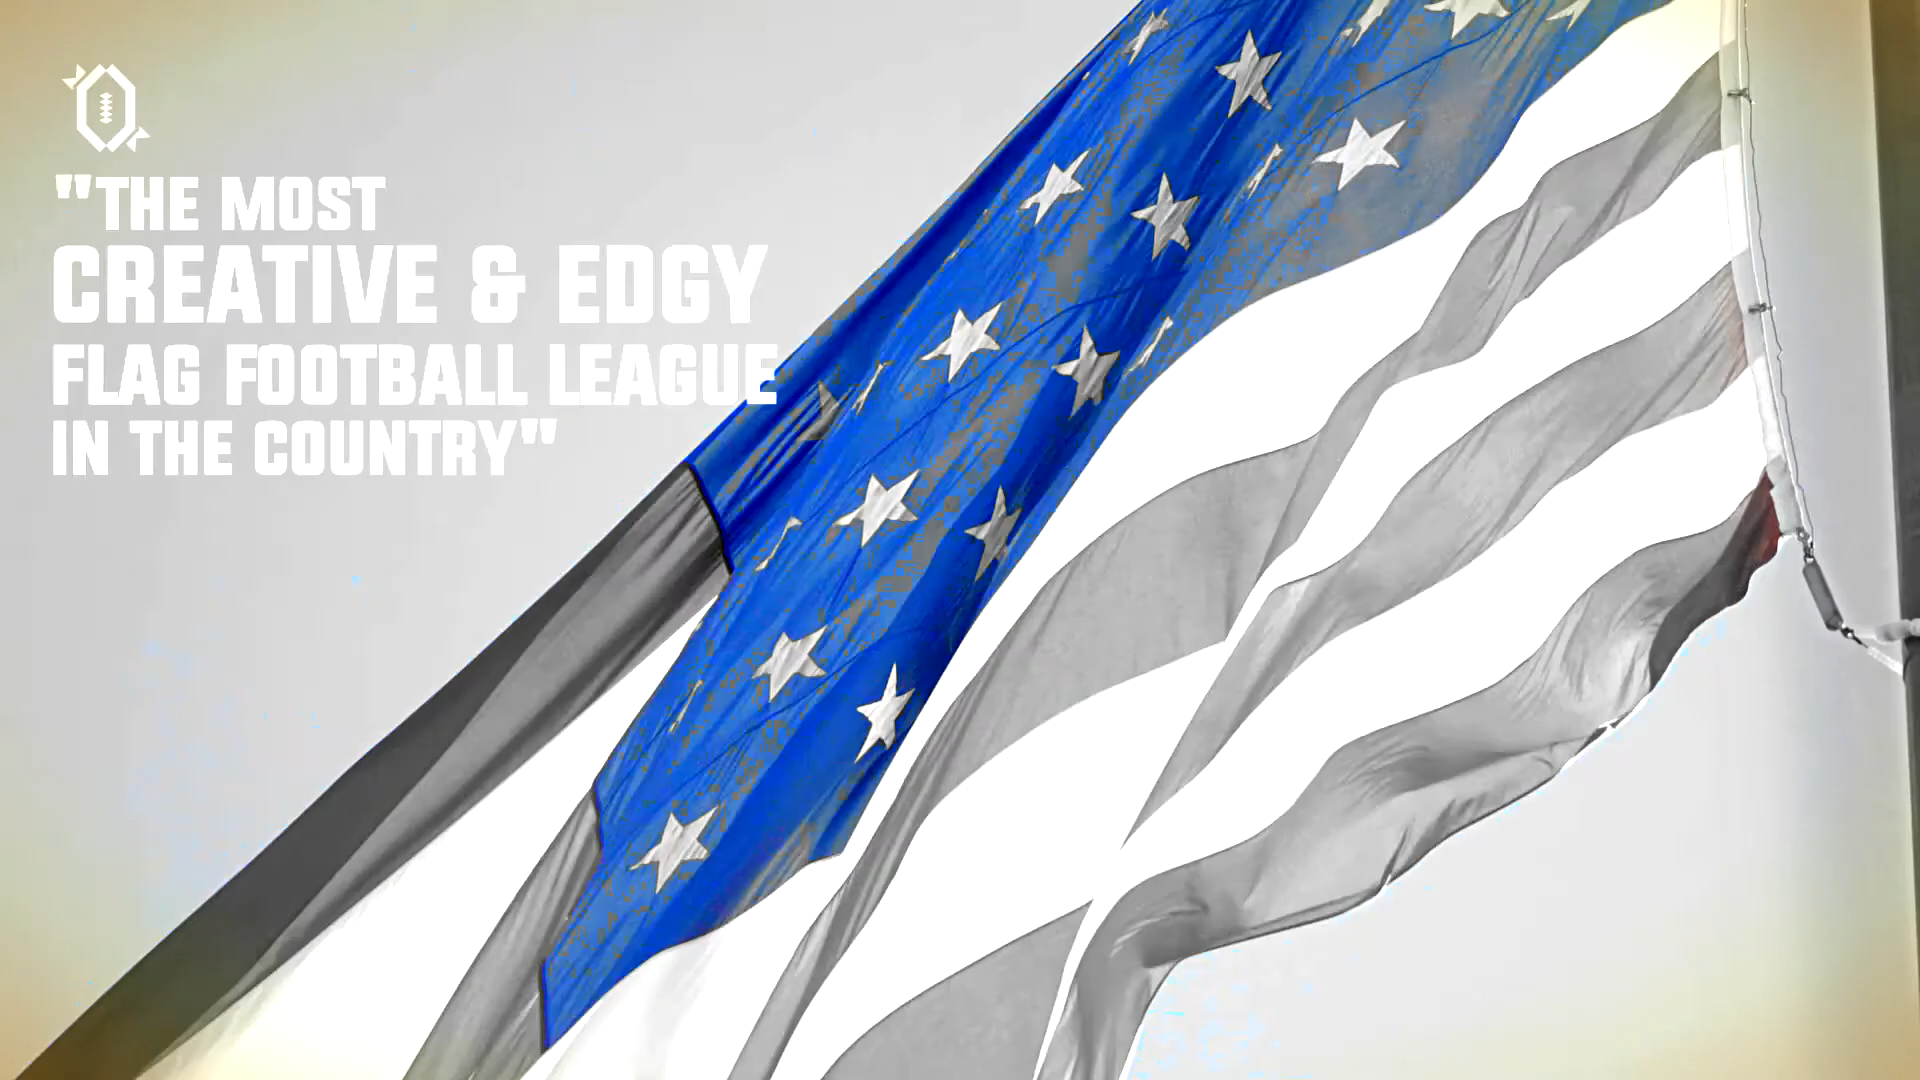 "THE MOST
CREATIVE & EDGY
FLAG FOOTBALL LEAGUE
IN THE COUNTRY"